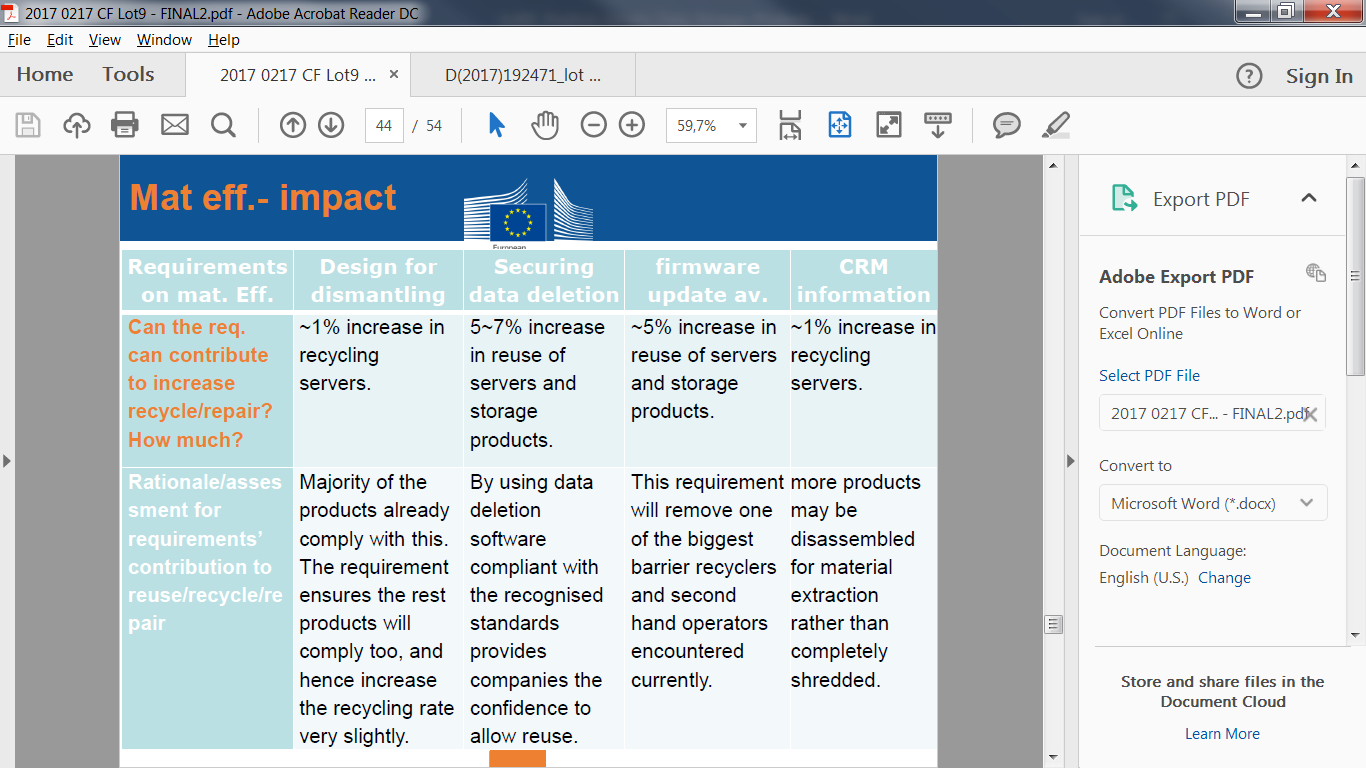 2017 0217 CF Lot9 - FINAL2.pdf - Adobe Acrobat Reader DC
File Edit View Window Help
Home Tools 2017 0217 CF Lot9 ... × D(2017)192471_lot ... ? Sign In
44 / 54 59,7%
Mat eff.- impact
European
Requirements
on mat. Eff.
Design for
dismantling
Securing
data deletion
firmware
update av.
CRM
information
Can the req.
can contribute
to increase
recycle/repair?
How much?
~1% increase in
recycling
servers.
5~7% increase
in reuse of
servers and
storage
products.
~5% increase in
reuse of servers
and storage
products.
~1% increase in
recycling
servers.
Rationale/asses
sment for
requirements'
contribution to
reuse/recycle/re
pair
Majority of the
products already
comply with this.
The requirement
ensures the rest
products will
comply too, and
hence increase
the recycling rate
very slightly.
By using data
deletion
software
compliant with
the recognised
standards
provides
companies the
confidence to
allow reuse.
This requirement
will remove one
of the biggest
barrier recyclers
and second
hand operators
encountered
currently.
more products
may be
disassembled
for material
extraction
rather than
completely
shredded.
Export PDF
Adobe Export PDF
Convert PDF Files to Word or
Excel Online
Select PDF File
2017 0217 CF... - FINAL2.pdf
Convert to
Microsoft Word (*.docx)
Document Language:
English (U.S.) Change
Store and share files in the
Document Cloud
Learn More